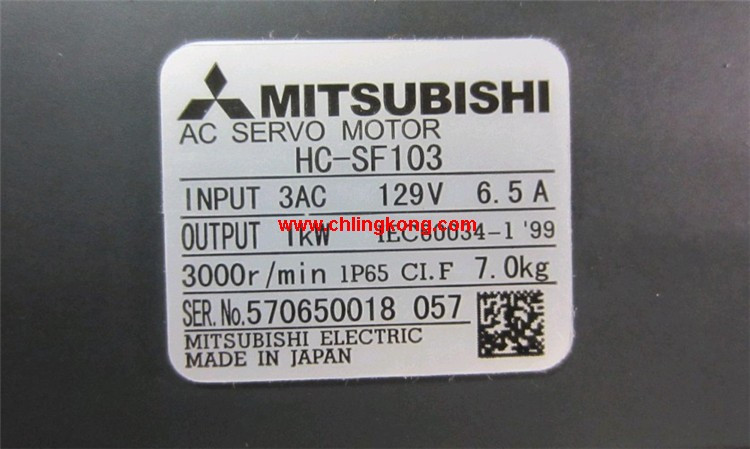 MITSUBISHI
AC SERVO MOTOR
HC-SF103
INPUT 3AC 129V 6.5A
www.chlingkong.com
OUTPUT 1kW IEC60034-1 '99
3000r/min IP65 CI.F 7.0kg
SER.No.570650018 057
MITSUBISHI ELECTRIC
MADE IN JAPAN